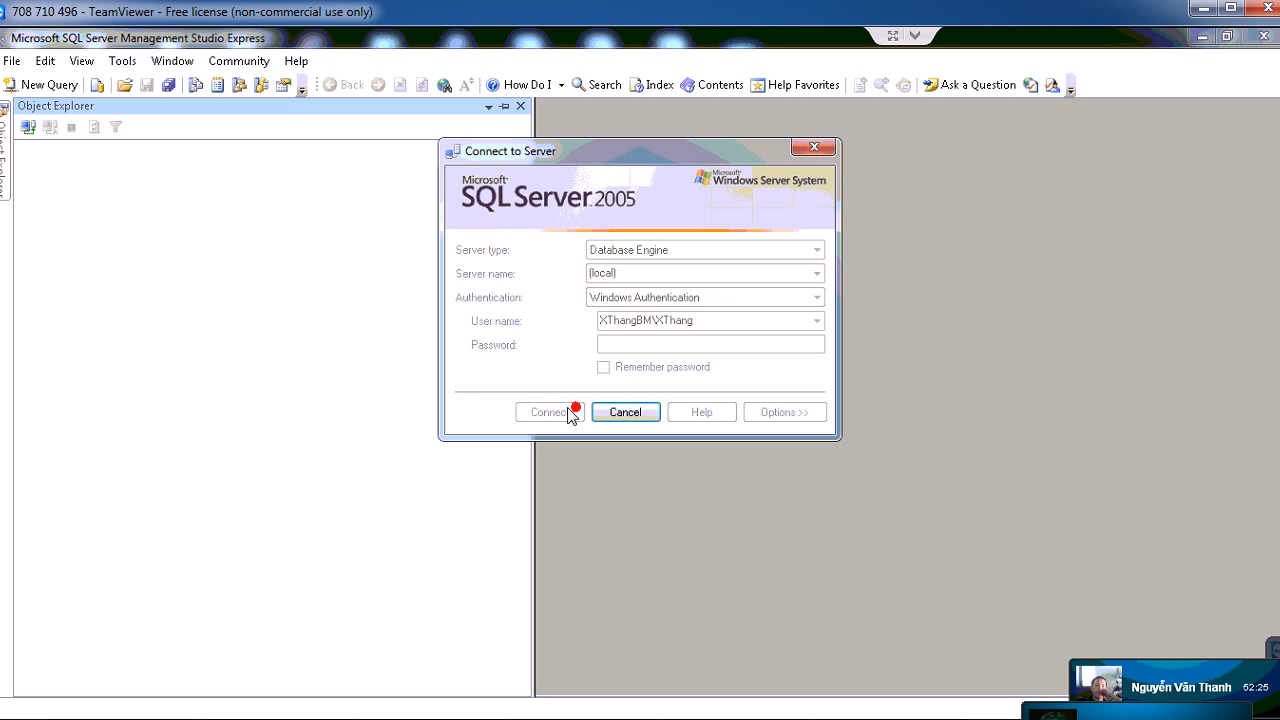 708 710 496 - TeamViewer - Free license (non-commercial use only)
Microsoft SQL Server Management Studio Express
File Edit View Tools Window Community Help
New Query Back How Do I Search Index Contents Help Favorites Ask a Question
Object Explorer
Object Explorer
Connect to Server
Microsoft
SQL Server 2005
Microsoft
Windows Server System
Server type: Database Engine
Server name: (local)
Authentication: Windows Authentication
User name: XThangBM\XThang
Password:
Remember password
Connect Cancel Help Options >>
Nguyễn Văn Thanh 52:25